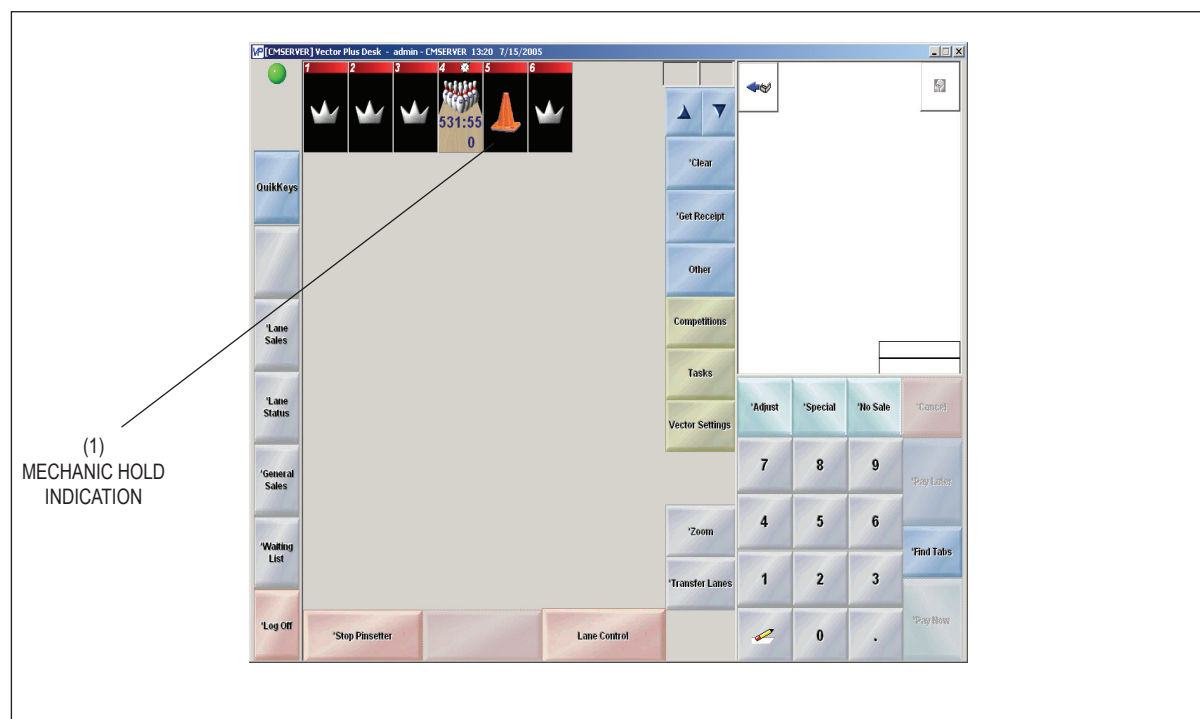 [CMSERVER] Vector Plus Desk - admin - CMSERVER 13:20 7/15/2005
1 2 3 4 5 6
531:55
0
QuikKeys
'Lane
Sales
'Lane
Status
'General
Sales
'Waiting
List
'Log Off
'Stop Pinsetter
Lane Control
'Clear
'Get Receipt
Other
Competitions
Tasks
Vector Settings
'Zoom
'Transfer Lanes
'Adjust 'Special 'No Sale 'Cancel
7 8 9
'Pay Later
4 5 6
'Find Tabs
1 2 3
'Pay Now
0 .
(1)
MECHANIC HOLD
INDICATION